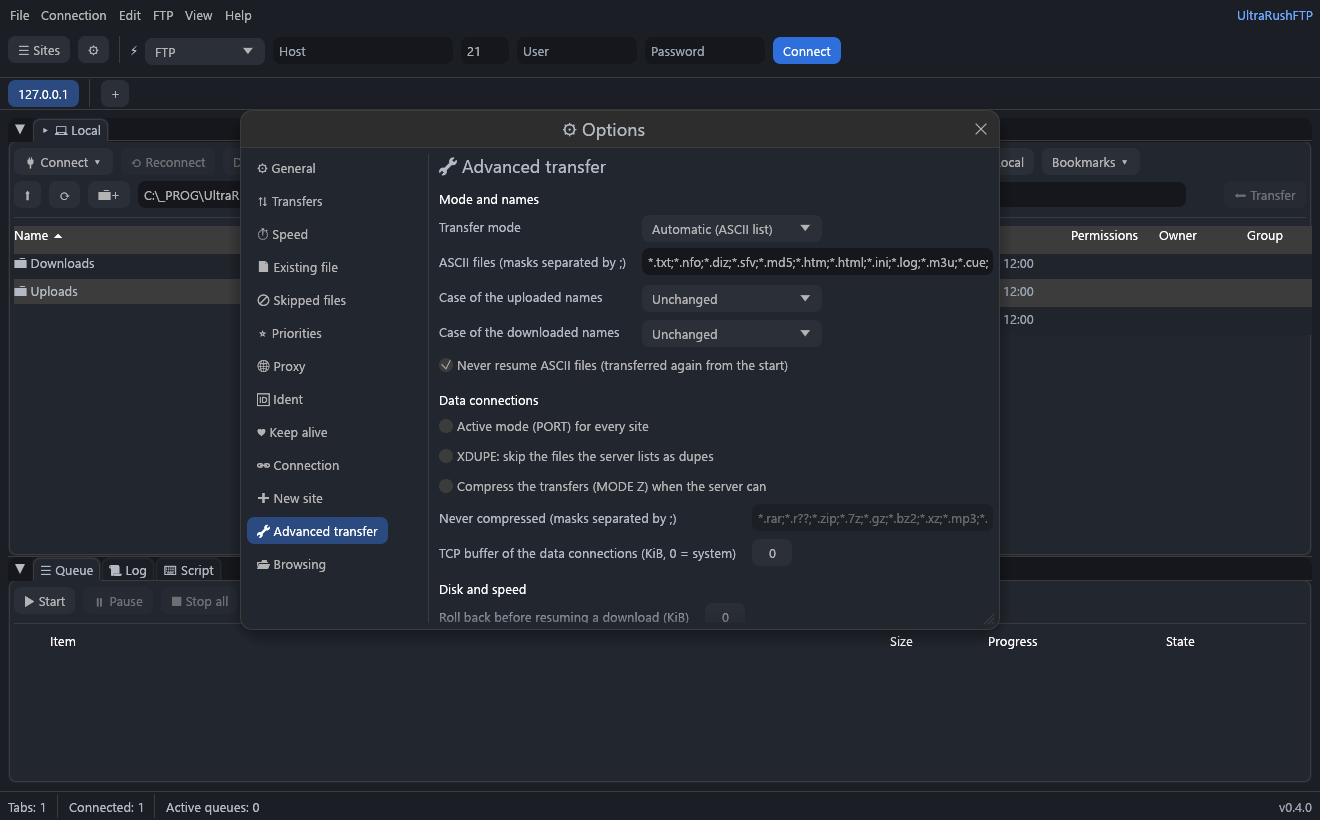 File Connection Edit FTP View Help UltraRushFTP
Sites FTP Host 21 User Password Connect
127.0.0.1 +
Local
Options
Connect Reconnect Bookmarks
C:\_PROG\UltraR Transfer
Name Permissions Owner Group
Downloads 12:00
Uploads 12:00
12:00
General
Transfers
Speed
Existing file
Skipped files
Priorities
Proxy
Ident
Keep alive
Connection
New site
Advanced transfer
Browsing
Advanced transfer
Mode and names
Transfer mode Automatic (ASCII list)
ASCII files (masks separated by ;) *.txt;*.nfo;*.diz;*.sfv;*.md5;*.htm;*.html;*.ini;*.log;*.m3u;*.cue;
Case of the uploaded names Unchanged
Case of the downloaded names Unchanged
Never resume ASCII files (transferred again from the start)
Data connections
Active mode (PORT) for every site
XDUPE: skip the files the server lists as dupes
Compress the transfers (MODE Z) when the server can
Never compressed (masks separated by ;) *.rar;*.r??;*.zip;*.7z;*.gz;*.bz2;*.xz;*.mp3;*.
TCP buffer of the data connections (KiB, 0 = system) 0
Disk and speed
Roll back before resuming a download (KiB) 0
Queue Log Script
Start Pause Stop all
Item Size Progress State
Tabs: 1 Connected: 1 Active queues: 0 v0.4.0